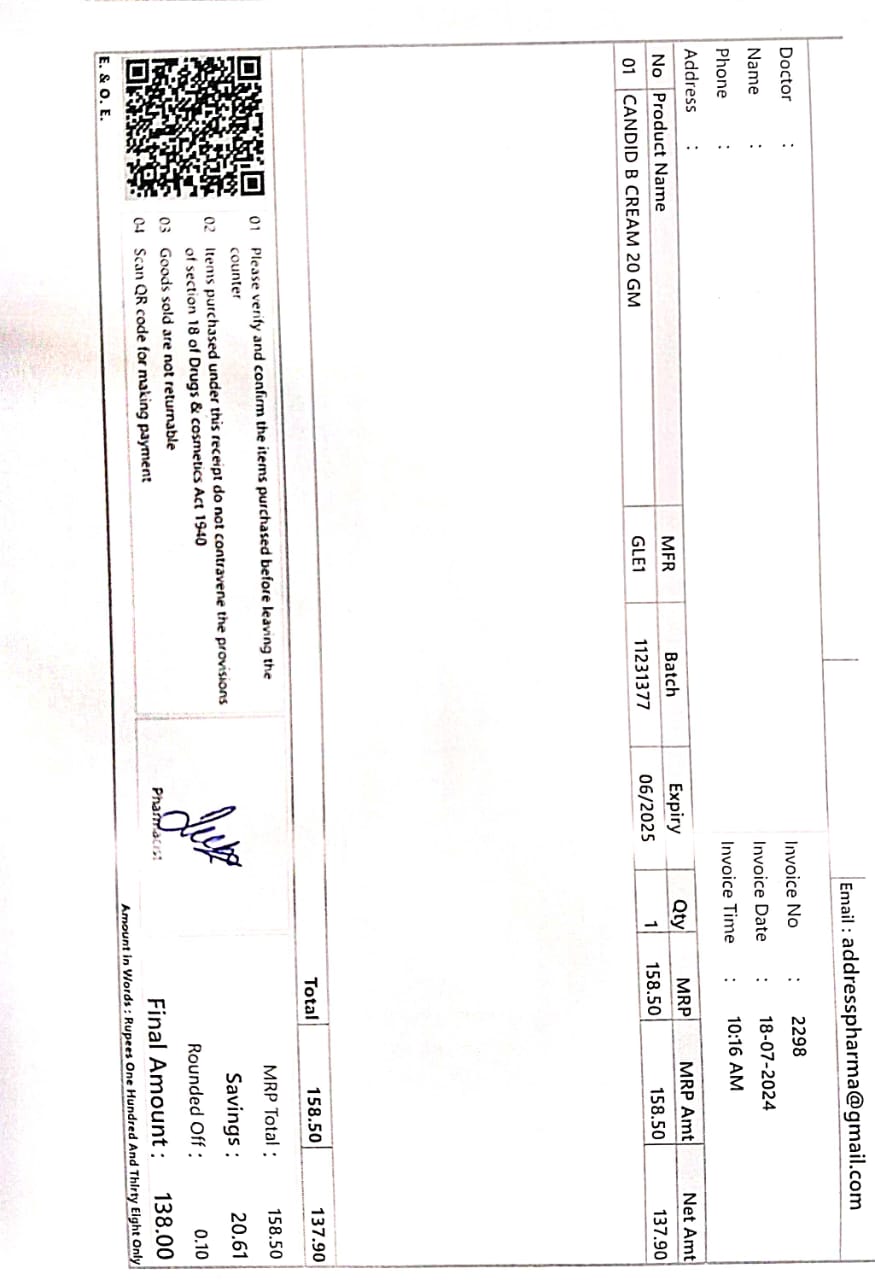 Email : addresspharma@gmail.com
Doctor :
Name :
Phone :
Address :
Invoice No : 2298
Invoice Date : 18-07-2024
Invoice Time : 10:16 AM
No Product Name MFR Batch Expiry Qty MRP MRP Amt Net Amt
01 CANDID B CREAM 20 GM GLE1 11231377 06/2025 1 158.50 158.50 137.90
Total 158.50 137.90
01 Please verify and confirm the items purchased before leaving the
counter
02 Items purchased under this receipt do not contravene the provisions
of section 18 of Drugs & cosmetics Act 1940
03 Goods sold are not returnable
04 Scan QR code for making payment
E. & O. E.
Pharmacist
MRP Total : 158.50
Savings : 20.61
Rounded Off : 0.10
Final Amount : 138.00
Amount in Words : Rupees One Hundred And Thirty Eight Only